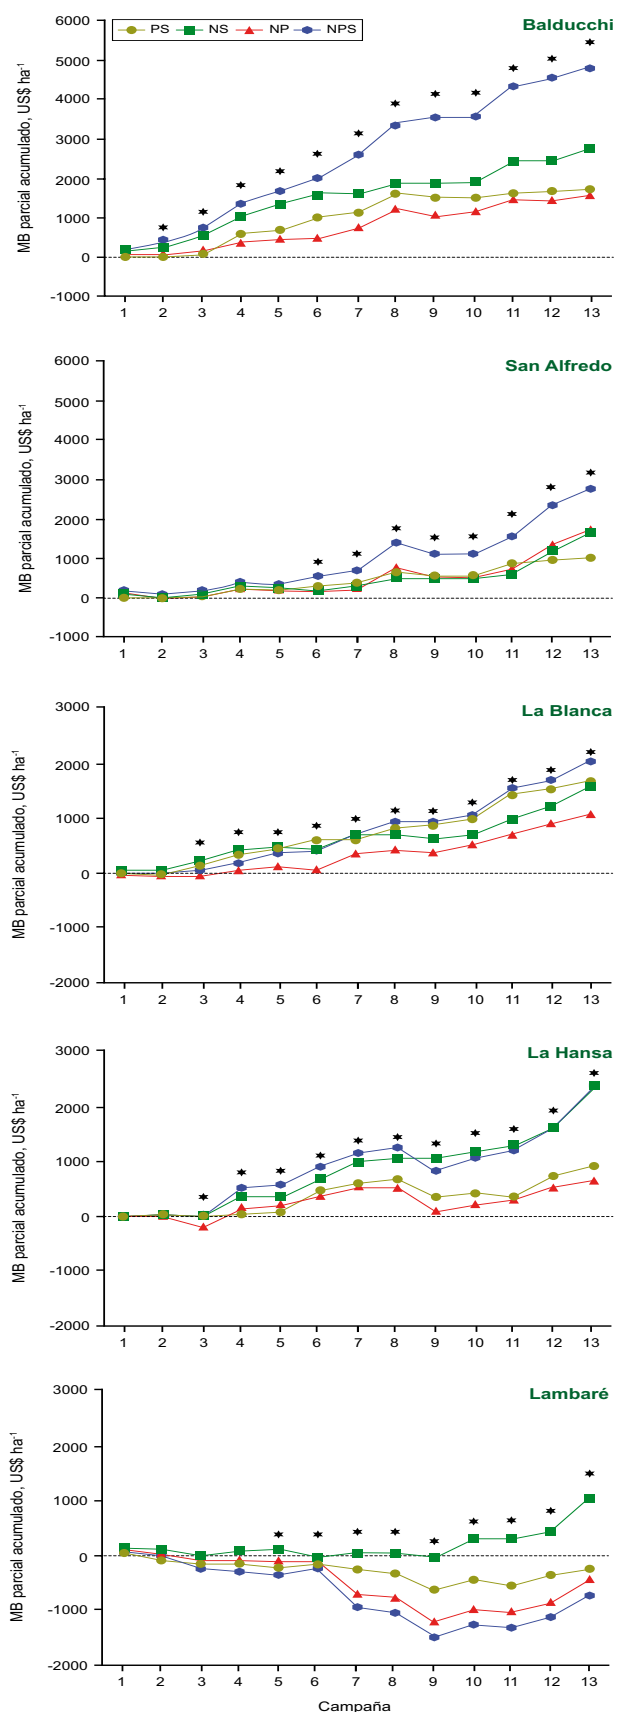 PS NS NP NPS
Balducchi
MB parcial acumulado, US$ ha-1
6000
5000
4000
3000
2000
1000
0
-1000
1 2 3 4 5 6 7 8 9 10 11 12 13
San Alfredo
MB parcial acumulado, US$ ha-1
6000
5000
4000
3000
2000
1000
0
-1000
1 2 3 4 5 6 7 8 9 10 11 12 13
La Blanca
MB parcial acumulado, US$ ha-1
3000
2000
1000
0
-1000
-2000
1 2 3 4 5 6 7 8 9 10 11 12 13
La Hansa
MB parcial acumulado, US$ ha-1
3000
2000
1000
0
-1000
-2000
1 2 3 4 5 6 7 8 9 10 11 12 13
Lambaré
MB parcial acumulado, US$ ha-1
3000
2000
1000
0
-1000
-2000
1 2 3 4 5 6 7 8 9 10 11 12 13
Campaña